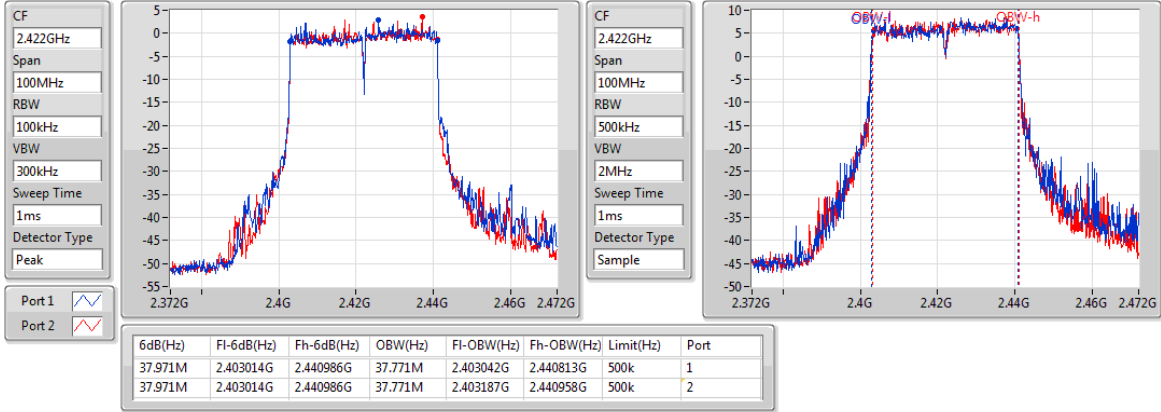 CF
2.422GHz
Span
100MHz
RBW
100kHz
VBW
300kHz
Sweep Time
1ms
Detector Type
Peak
5
0
-5
-10
-15
-20
-25
-30
-35
-40
-45
-50
-55
2.372G 2.4G 2.42G 2.44G 2.46G 2.472G
CF
2.422GHz
Span
100MHz
RBW
500kHz
VBW
2MHz
Sweep Time
1ms
Detector Type
Sample
OBW-l OBW-h
10
5
0
-5
-10
-15
-20
-25
-30
-35
-40
-45
-50
2.372G 2.4G 2.42G 2.44G 2.46G 2.472G
Port 1
Port 2
6dB(Hz) Fl-6dB(Hz) Fh-6dB(Hz) OBW(Hz) Fl-OBW(Hz) Fh-OBW(Hz) Limit(Hz) Port
37.971M 2.403014G 2.440986G 37.771M 2.403042G 2.440813G 500k 1
37.971M 2.403014G 2.440986G 37.771M 2.403187G 2.440958G 500k 2